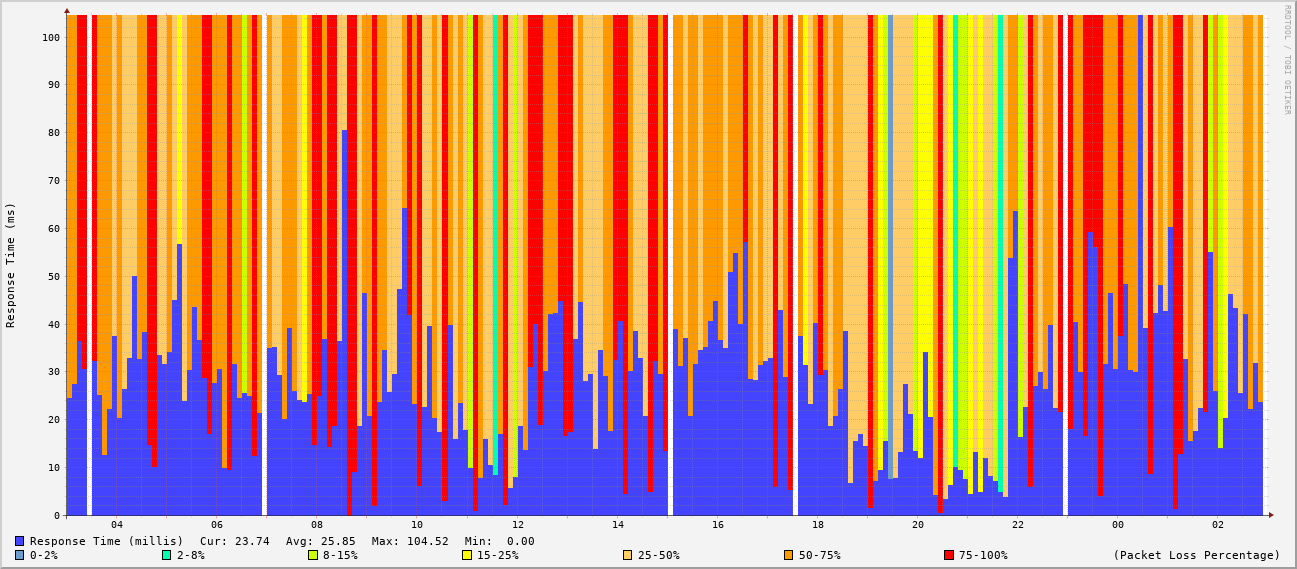 RRDTOOL / TOBI OETIKER
Response Time (ms)
100
90
80
70
60
50
40
30
20
10
0
04 06 08 10 12 14 16 18 20 22 00 02
Response Time (millis) Cur: 23.74 Avg: 25.85 Max: 104.52 Min: 0.00
0-2% 2-8% 8-15% 15-25% 25-50% 50-75% 75-100% (Packet Loss Percentage)